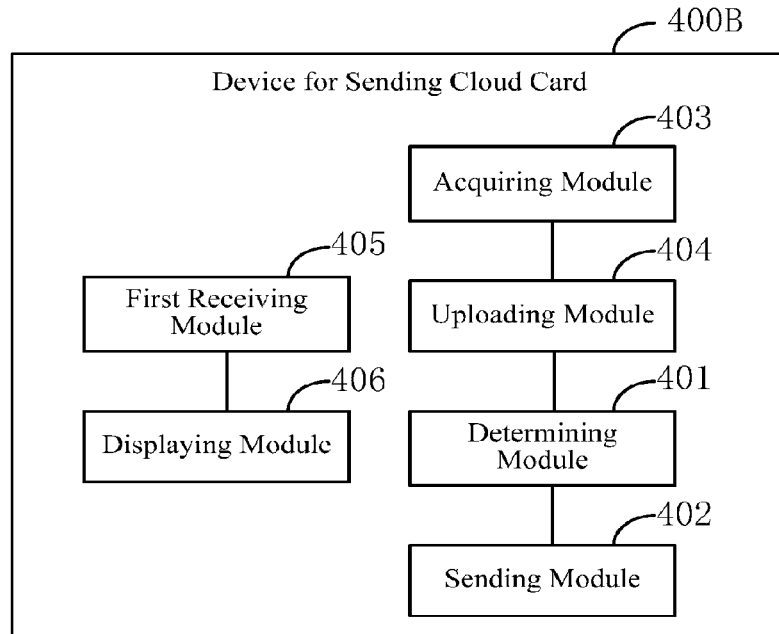 400B
Device for Sending Cloud Card
403
Acquiring Module
405
404
First Receiving
Module
Uploading Module
406
401
Displaying Module
Determining
Module
402
Sending Module